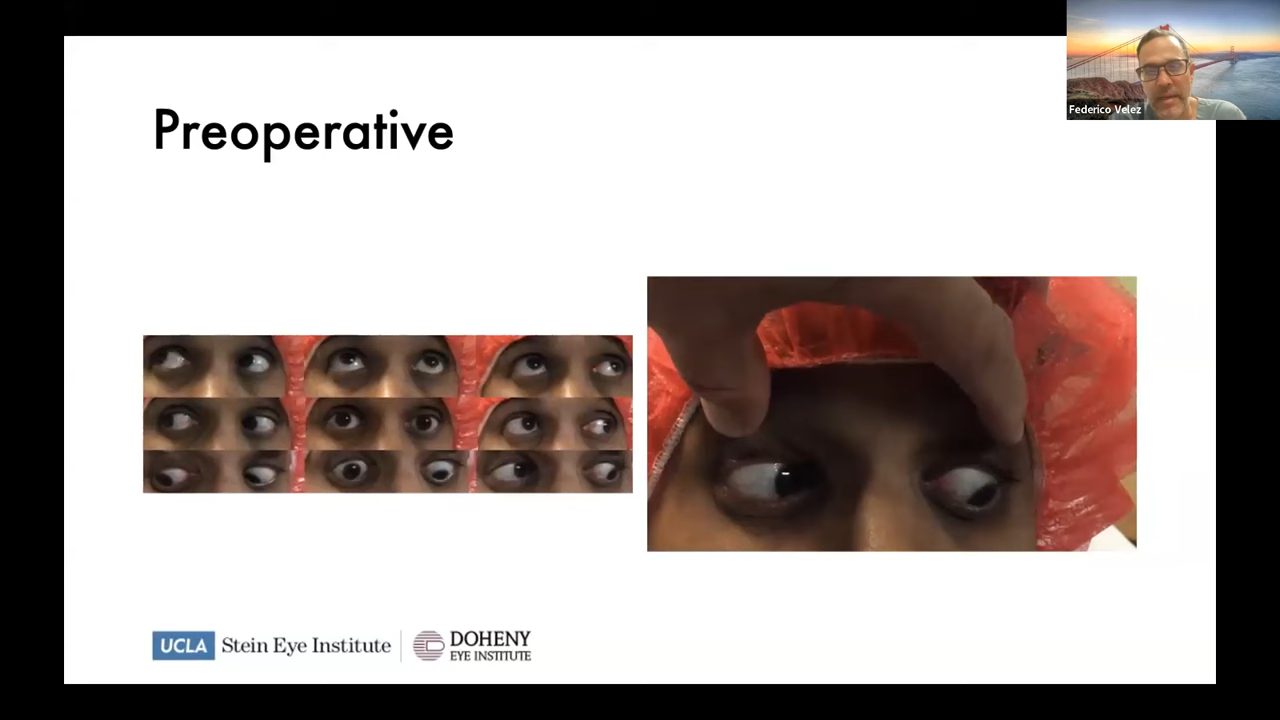 Federico Velez
Preoperative
UCLA Stein Eye Institute
DOHENY
EYE INSTITUTE